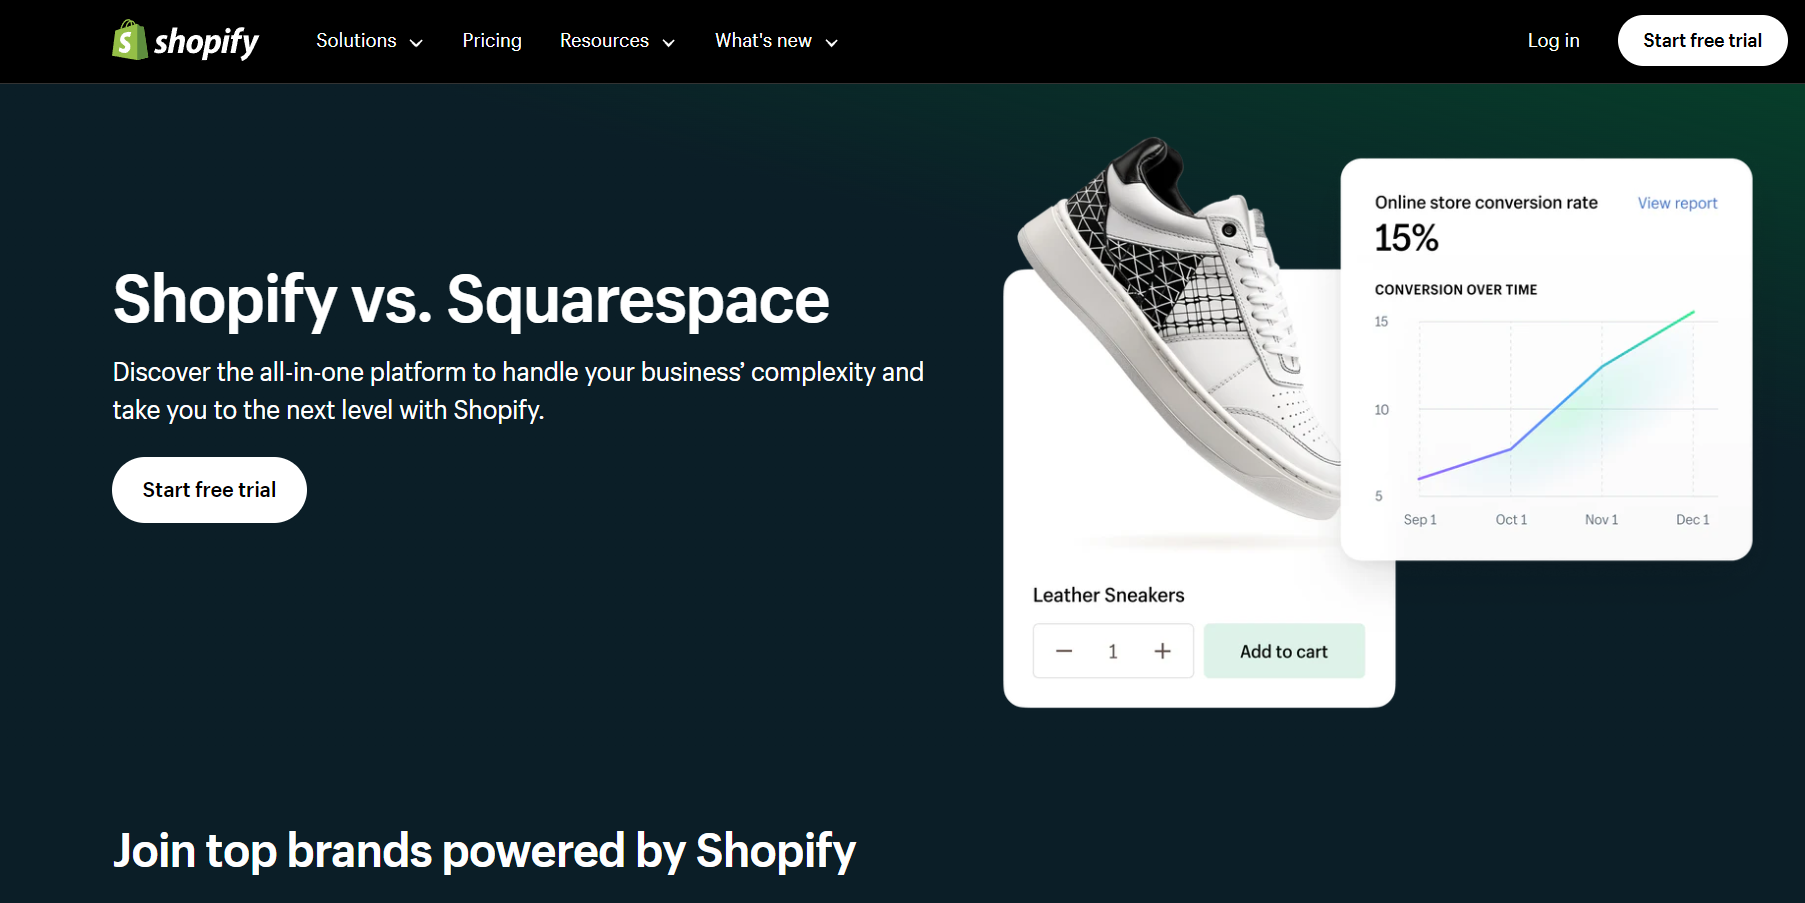 shopify
Solutions
Pricing
Resources
What's new
Log in
Start free trial
Shopify vs. Squarespace
Discover the all-in-one platform to handle your business’ complexity and
take you to the next level with Shopify.
Start free trial
Online store conversion rate
View report
15%
CONVERSION OVER TIME
15
10
5
Sep 1
Oct 1
Nov 1
Dec 1
Leather Sneakers
− 1 +
Add to cart
Join top brands powered by Shopify